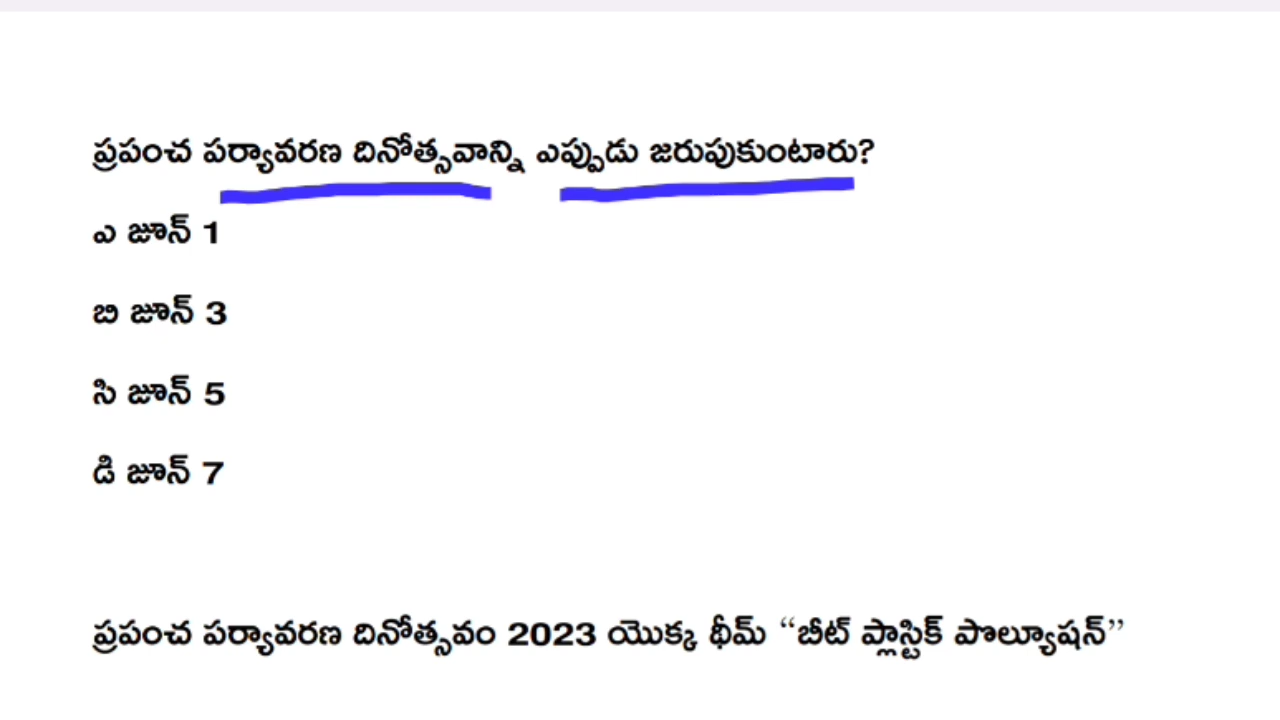 ప్రపంచ పర్యావరణ దినోత్సవాన్ని ఎప్పుడు జరుపుకుంటారు?
ఎ జూన్ 1
బి జూన్ 3
సి జూన్ 5
డి జూన్ 7
ప్రపంచ పర్యావరణ దినోత్సవం 2023 యొక్క థీమ్ “బీట్ ప్లాస్టిక్ పొల్యూషన్”